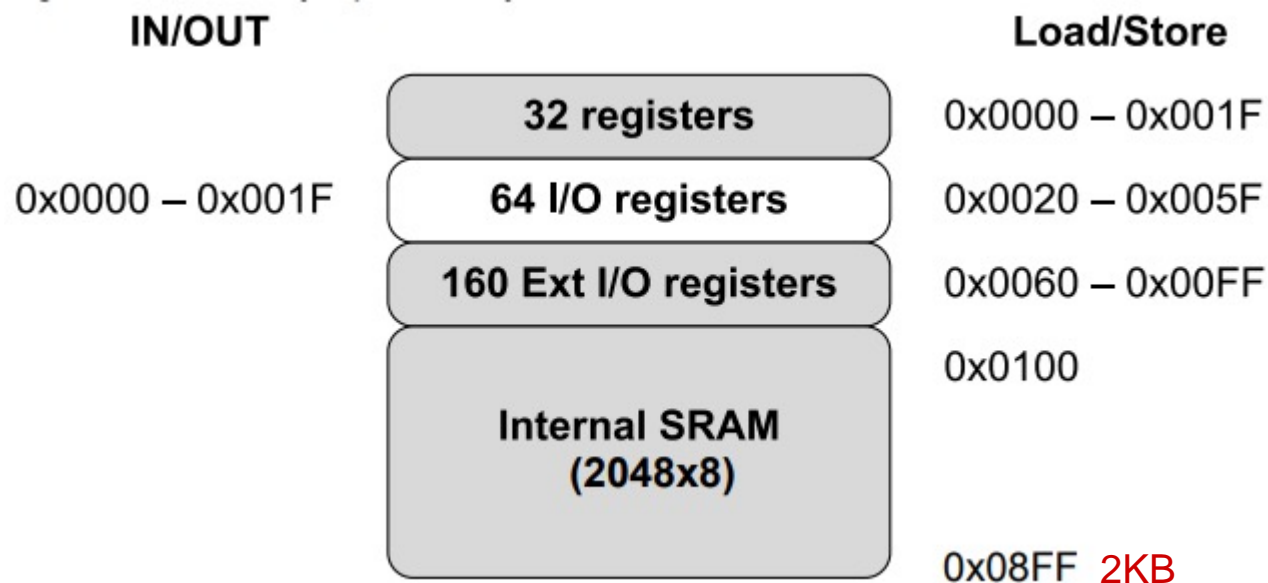 IN/OUT Load/Store
32 registers 0x0000 – 0x001F
0x0000 – 0x001F 64 I/O registers 0x0020 – 0x005F
160 Ext I/O registers 0x0060 – 0x00FF
0x0100
Internal SRAM
(2048x8)
0x08FF 2KB